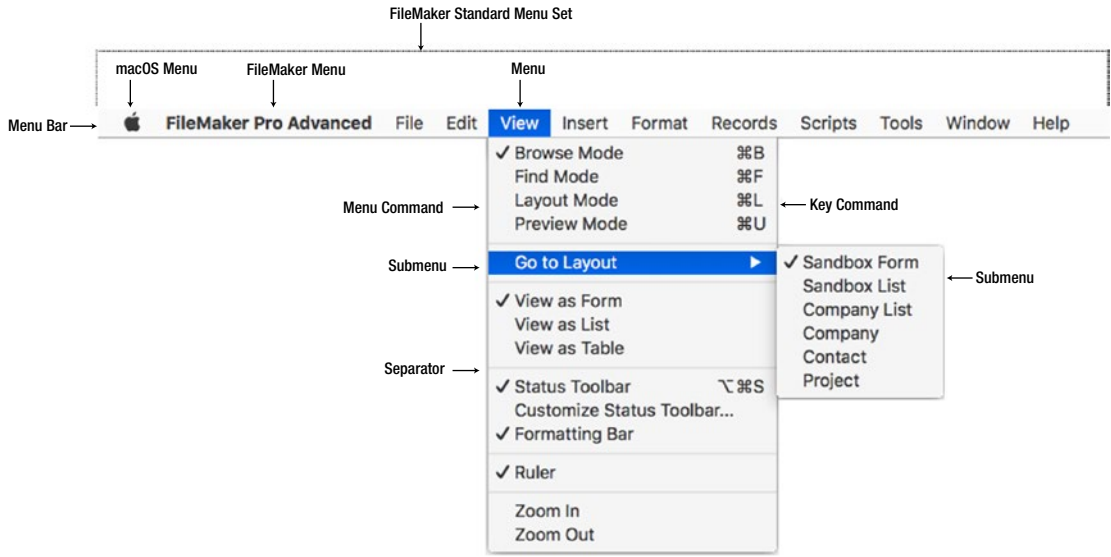 FileMaker Standard Menu Set
macOS Menu FileMaker Menu Menu
Menu Bar FileMaker Pro Advanced File Edit View Insert Format Records Scripts Tools Window Help
✓ Browse Mode ⌘B
Find Mode ⌘F
Menu Command Layout Mode ⌘L Key Command
Preview Mode ⌘U
Submenu Go to Layout ▶ ✓ Sandbox Form Submenu
Sandbox List
Company List
Company
Contact
Project
✓ View as Form
View as List
View as Table
Separator
✓ Status Toolbar ⌥⌘S
Customize Status Toolbar...
✓ Formatting Bar
✓ Ruler
Zoom In
Zoom Out